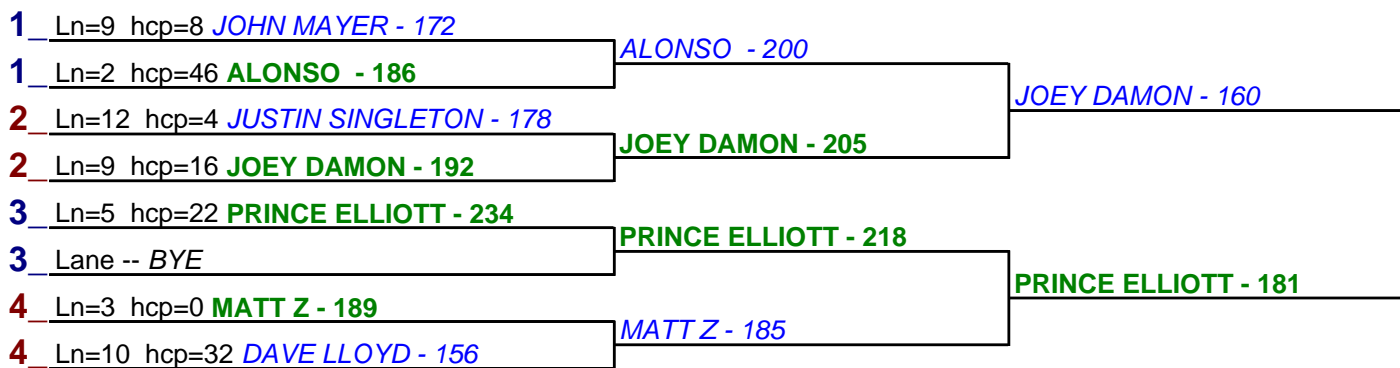 1_ Ln=9 hcp=8 JOHN MAYER - 172
ALONSO - 200
1_ Ln=2 hcp=46 ALONSO - 186
JOEY DAMON - 160
2_ Ln=12 hcp=4 JUSTIN SINGLETON - 178
JOEY DAMON - 205
2_ Ln=9 hcp=16 JOEY DAMON - 192
3_ Ln=5 hcp=22 PRINCE ELLIOTT - 234
PRINCE ELLIOTT - 218
3_ Lane -- BYE
PRINCE ELLIOTT - 181
4_ Ln=3 hcp=0 MATT Z - 189
MATT Z - 185
4_ Ln=10 hcp=32 DAVE LLOYD - 156